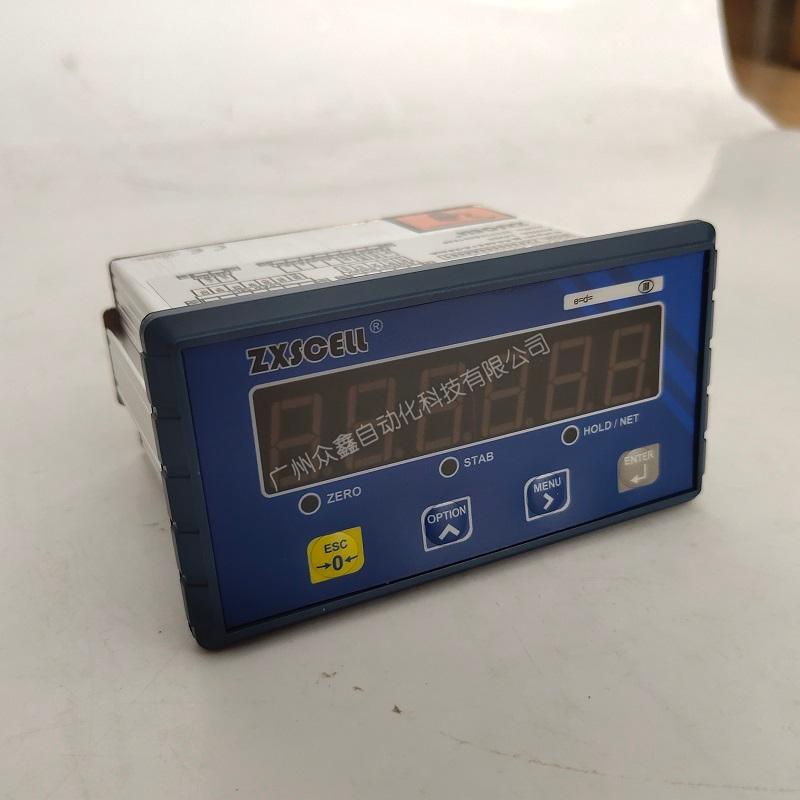 ZXSCELL®
e=d=
III
广州众鑫自动化科技有限公司
ZERO
STAB
HOLD / NET
ESC
→0←
OPTION
MENU
ENTER